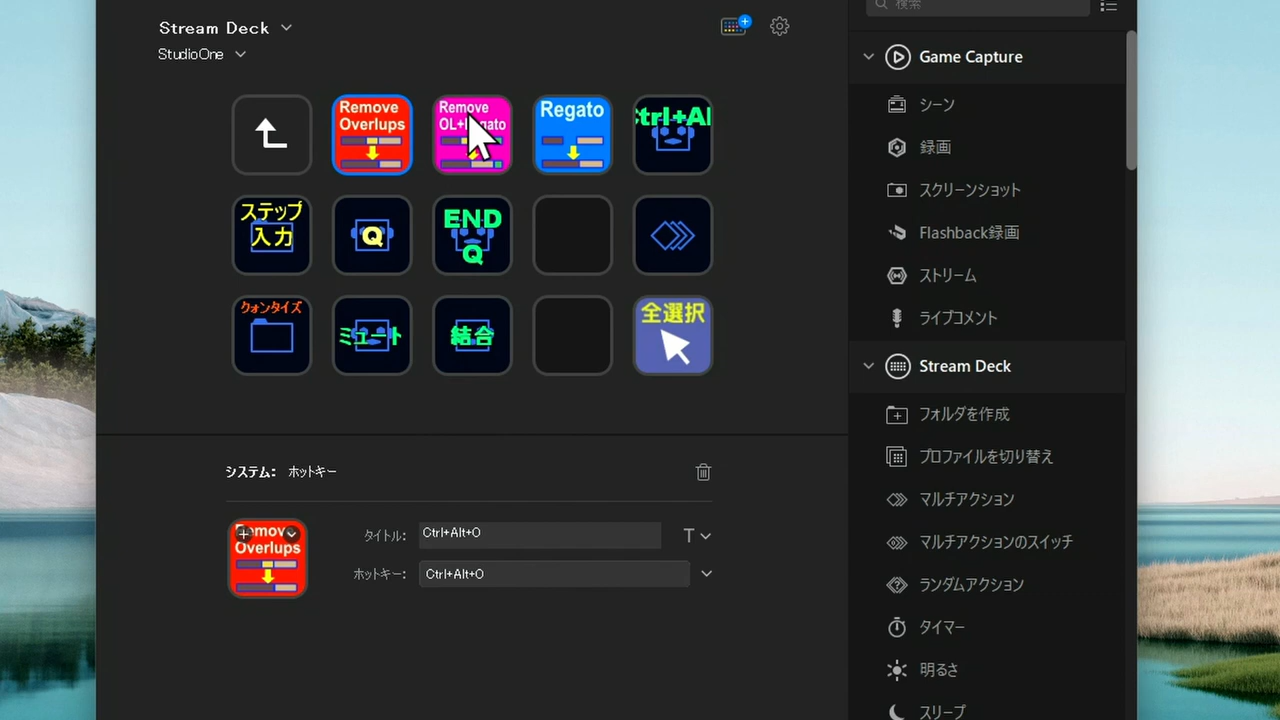 Stream Deck
StudioOne
Remove
Overlups
Remove
Regato
ステップ
入力
Q
END
Q
クォンタイズ
ミュート
結合
全選択
システム: ホットキー
Overlups
タイトル: Ctrl+Alt+O
ホットキー: Ctrl+Alt+O
検索
Game Capture
シーン
録画
スクリーンショット
Flashback録画
ストリーム
ライブコメント
Stream Deck
フォルダを作成
プロファイルを切り替え
マルチアクション
マルチアクションのスイッチ
ランダムアクション
タイマー
明るさ
スリープ